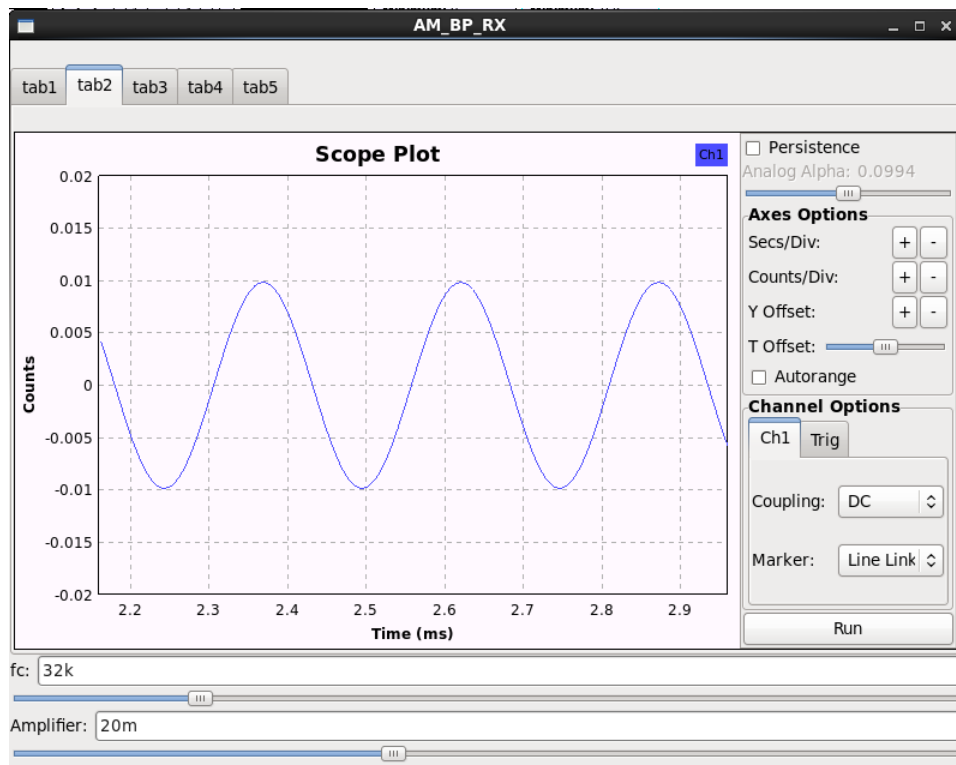 AM_BP_RX
tab1 tab2 tab3 tab4 tab5
Scope Plot
Ch1
0.02
0.015
0.01
0.005
0
-0.005
-0.01
-0.015
-0.02
Counts
2.2 2.3 2.4 2.5 2.6 2.7 2.8 2.9
Time (ms)
Persistence
Analog Alpha: 0.0994
Axes Options
Secs/Div: + -
Counts/Div: + -
Y Offset: + -
T Offset:
Autorange
Channel Options
Ch1 Trig
Coupling: DC
Marker: Line Link
Run
fc: 32k
Amplifier: 20m